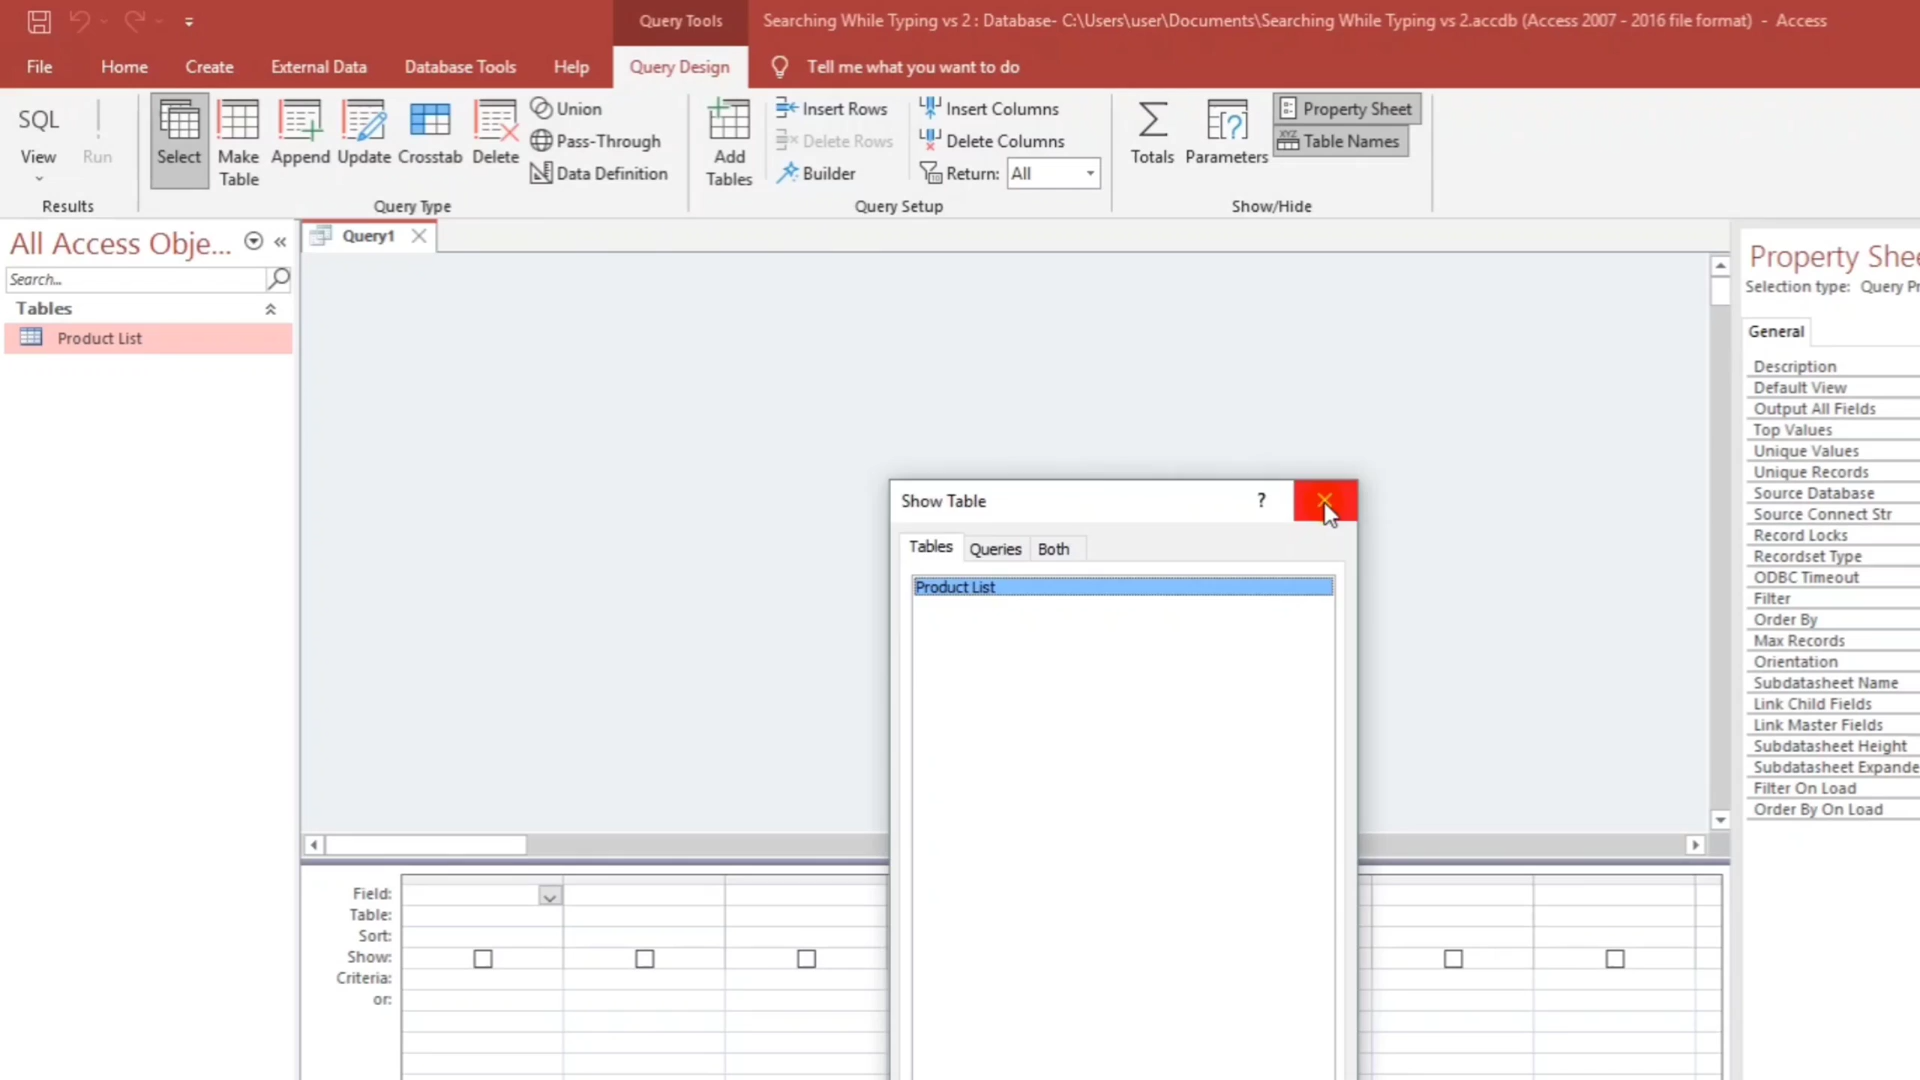 Query Tools
Searching While Typing vs 2 : Database- C:\Users\user\Documents\Searching While Typing vs 2.accdb (Access 2007 - 2016 file format) - Access
File
Home
Create
External Data
Database Tools
Help
Query Design
Tell me what you want to do
SQL
View
Run
Results
Select
Make
Table
Append
Update
Crosstab
Delete
Union
Pass-Through
Data Definition
Query Type
Add
Tables
Insert Rows
Delete Rows
Builder
Insert Columns
Delete Columns
Return: All
Query Setup
Totals
Parameters
Property Sheet
XYZ Table Names
Show/Hide
All Access Obje...
Search...
Tables
Product List
Query1
Show Table
?
Tables
Queries
Both
Product List
Field:
Table:
Sort:
Show:
Criteria:
or:
Property Shee
Selection type: Query Pr
General
Description
Default View
Output All Fields
Top Values
Unique Values
Unique Records
Source Database
Source Connect Str
Record Locks
Recordset Type
ODBC Timeout
Filter
Order By
Max Records
Orientation
Subdatasheet Name
Link Child Fields
Link Master Fields
Subdatasheet Height
Subdatasheet Expande
Filter On Load
Order By On Load